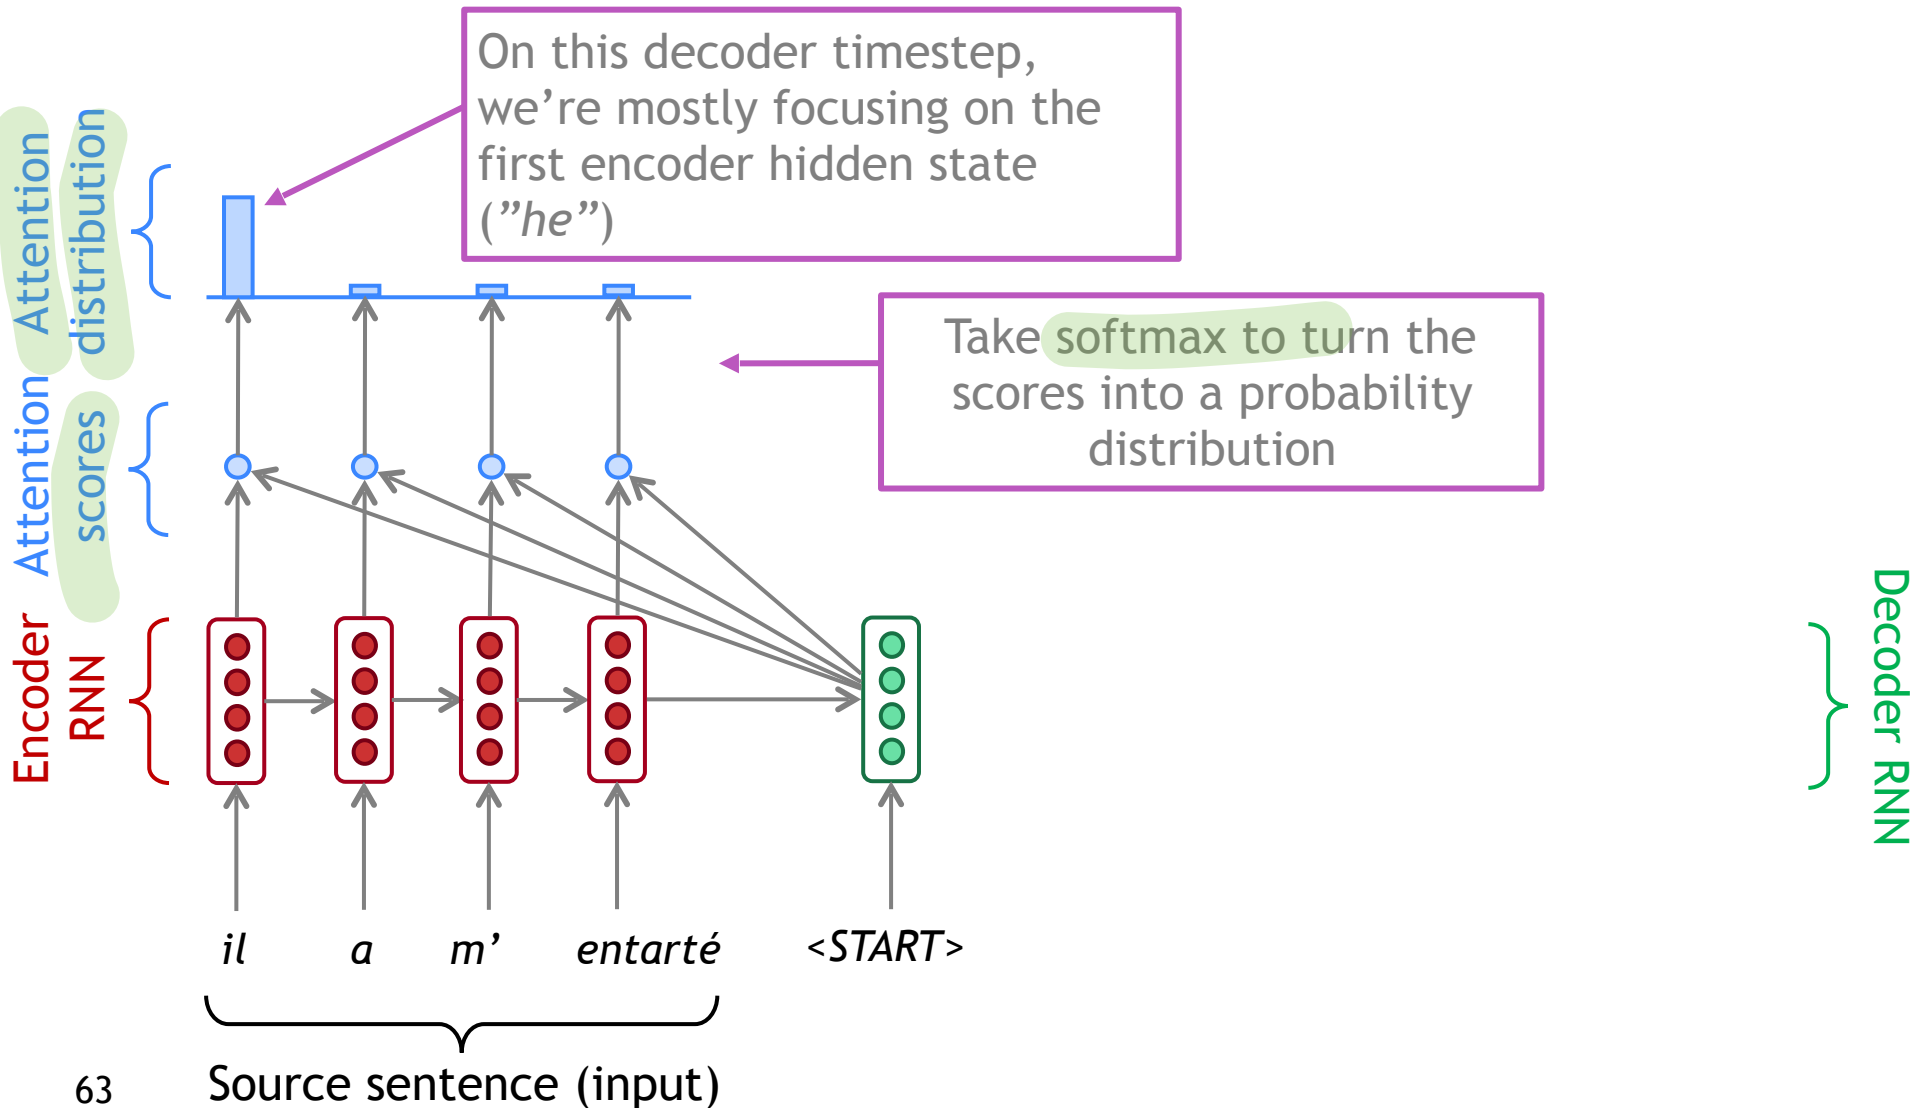 On this decoder timestep,
we’re mostly focusing on the
first encoder hidden state
(”he”)
Attention
distribution
Take softmax to turn the
scores into a probability
distribution
Attention
scores
Encoder
RNN
Decoder RNN
il a m’ entarté <START>
Source sentence (input)
63